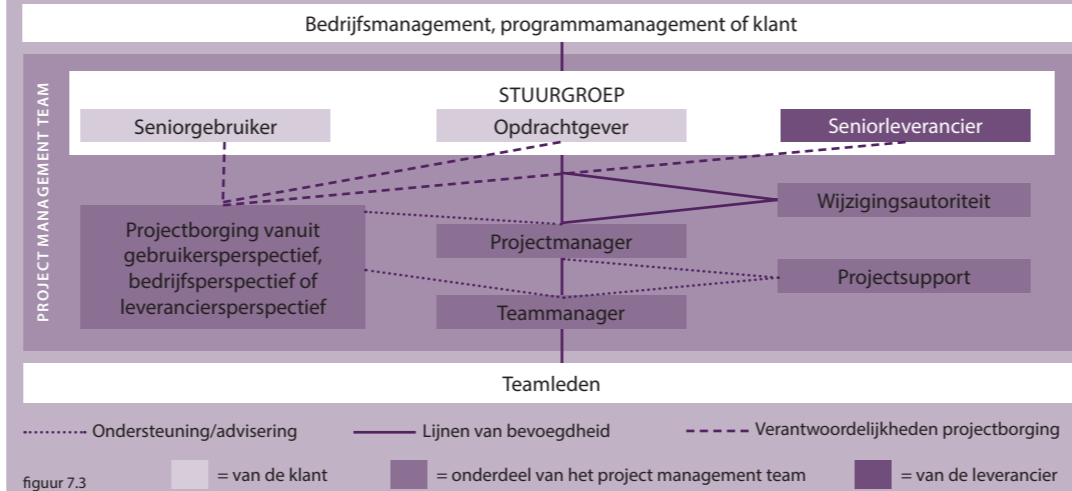 Bedrijfsmanagement, programmamanagement of klant
PROJECT MANAGEMENT TEAM
STUURGROEP
Seniorgebruiker
Opdrachtgever
Seniorleverancier
Projectborging vanuit
gebruikersperspectief,
bedrijfsperspectief of
leveranciersperspectief
Wijzigingsautoriteit
Projectmanager
Projectsupport
Teammanager
Teamleden
Ondersteuning/advisering
Lijnen van bevoegdheid
Verantwoordelijkheden projectborging
figuur 7.3
= van de klant
= onderdeel van het project management team
= van de leverancier